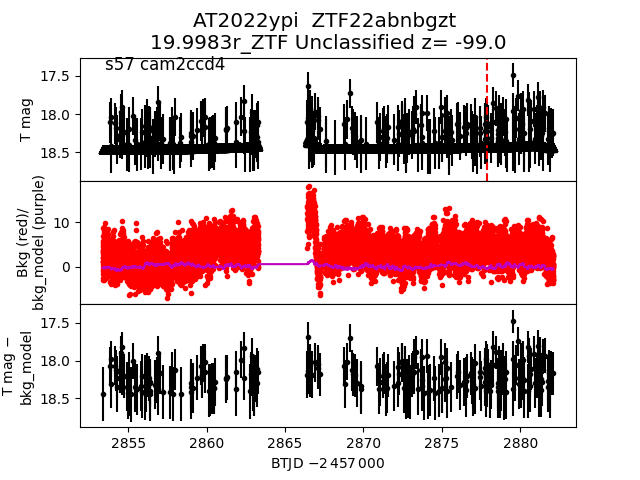 AT2022ypi  ZTF22abnbgzt
19.9983r_ZTF Unclassified z= -99.0
s57 cam2ccd4
T mag
17.5
18.0
18.5
Bkg (red)/
bkg_model (purple)
10
0
T mag −
bkg_model
17.5
18.0
18.5
2855
2860
2865
2870
2875
2880
BTJD −2 457 000